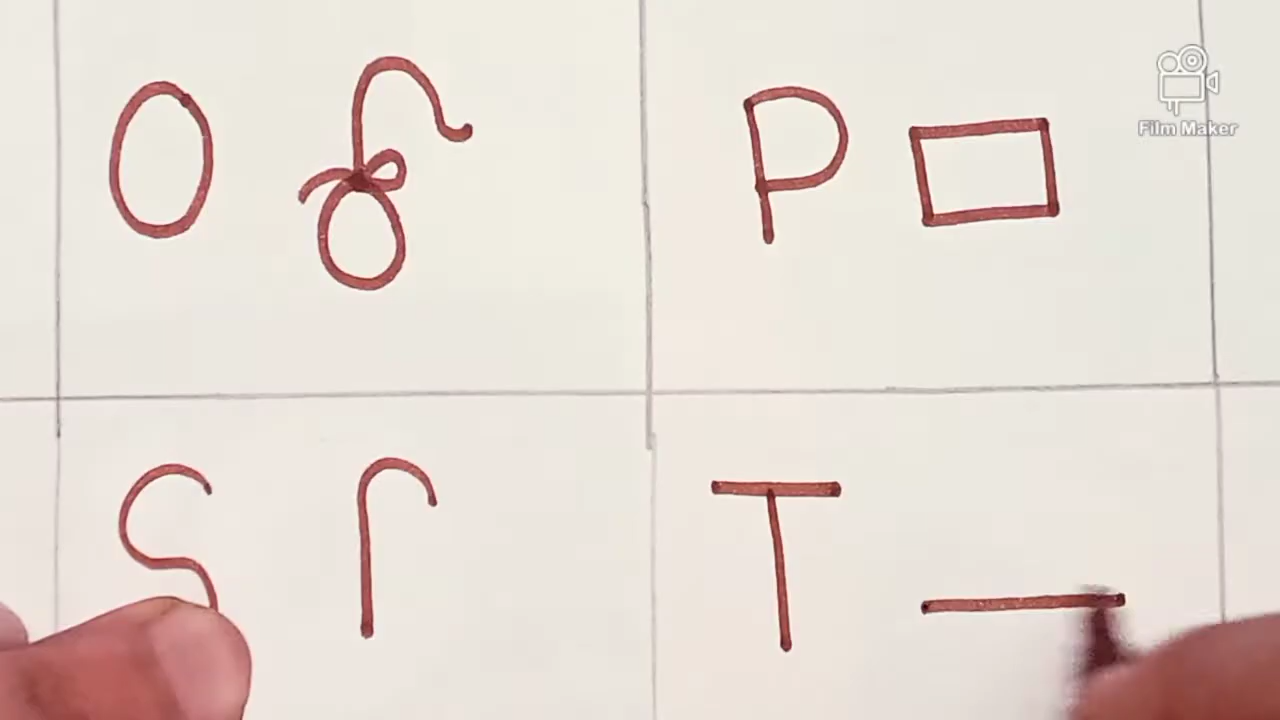 Film Maker
O 𓍯 P 𓊪
S 𓋴 T